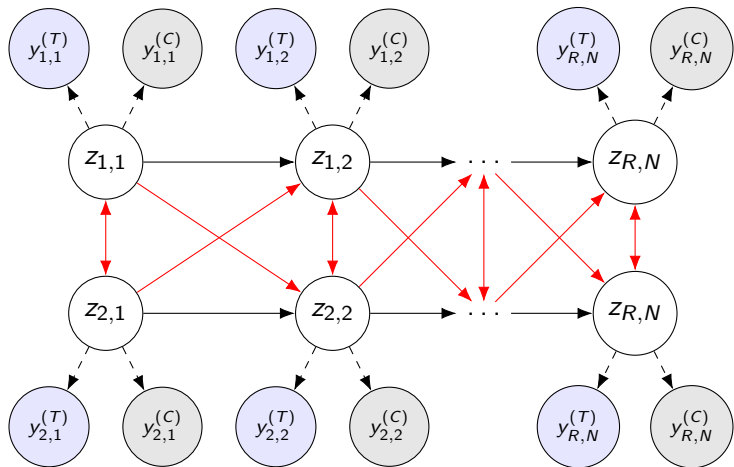 y_{1,1}^{(T)} y_{1,1}^{(C)} y_{1,2}^{(T)} y_{1,2}^{(C)} y_{R,N}^{(T)} y_{R,N}^{(C)}
z_{1,1} z_{1,2} ··· z_{R,N}
z_{2,1} z_{2,2} ··· z_{R,N}
y_{2,1}^{(T)} y_{2,1}^{(C)} y_{2,2}^{(T)} y_{2,2}^{(C)} y_{R,N}^{(T)} y_{R,N}^{(C)}